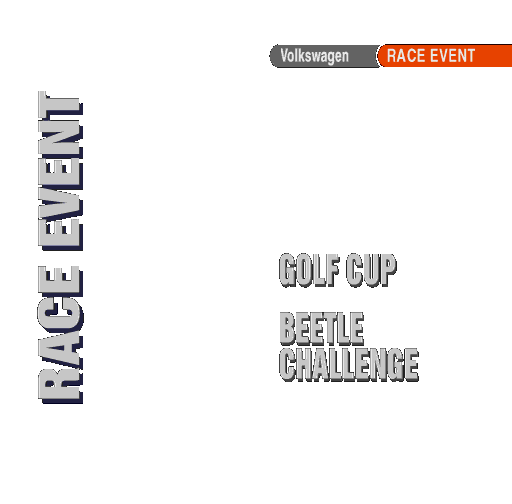 Volkswagen RACE EVENT
RACE EVENT
GOLF CUP
BEETLE
CHALLENGE